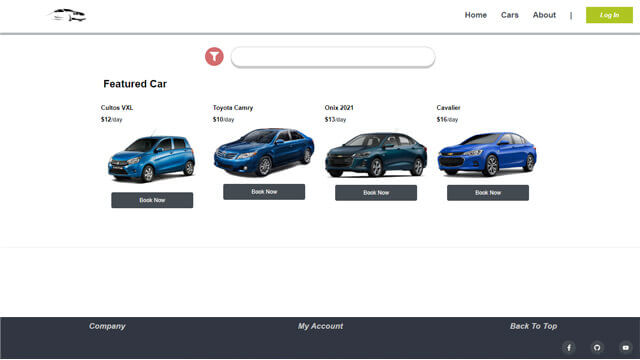 Home Cars About | Log In
Featured Car
Cultos VXL Toyota Camry Onix 2021 Cavalier
$12/day $10/day $13/day $16/day
Book Now Book Now Book Now Book Now
Company My Account Back To Top